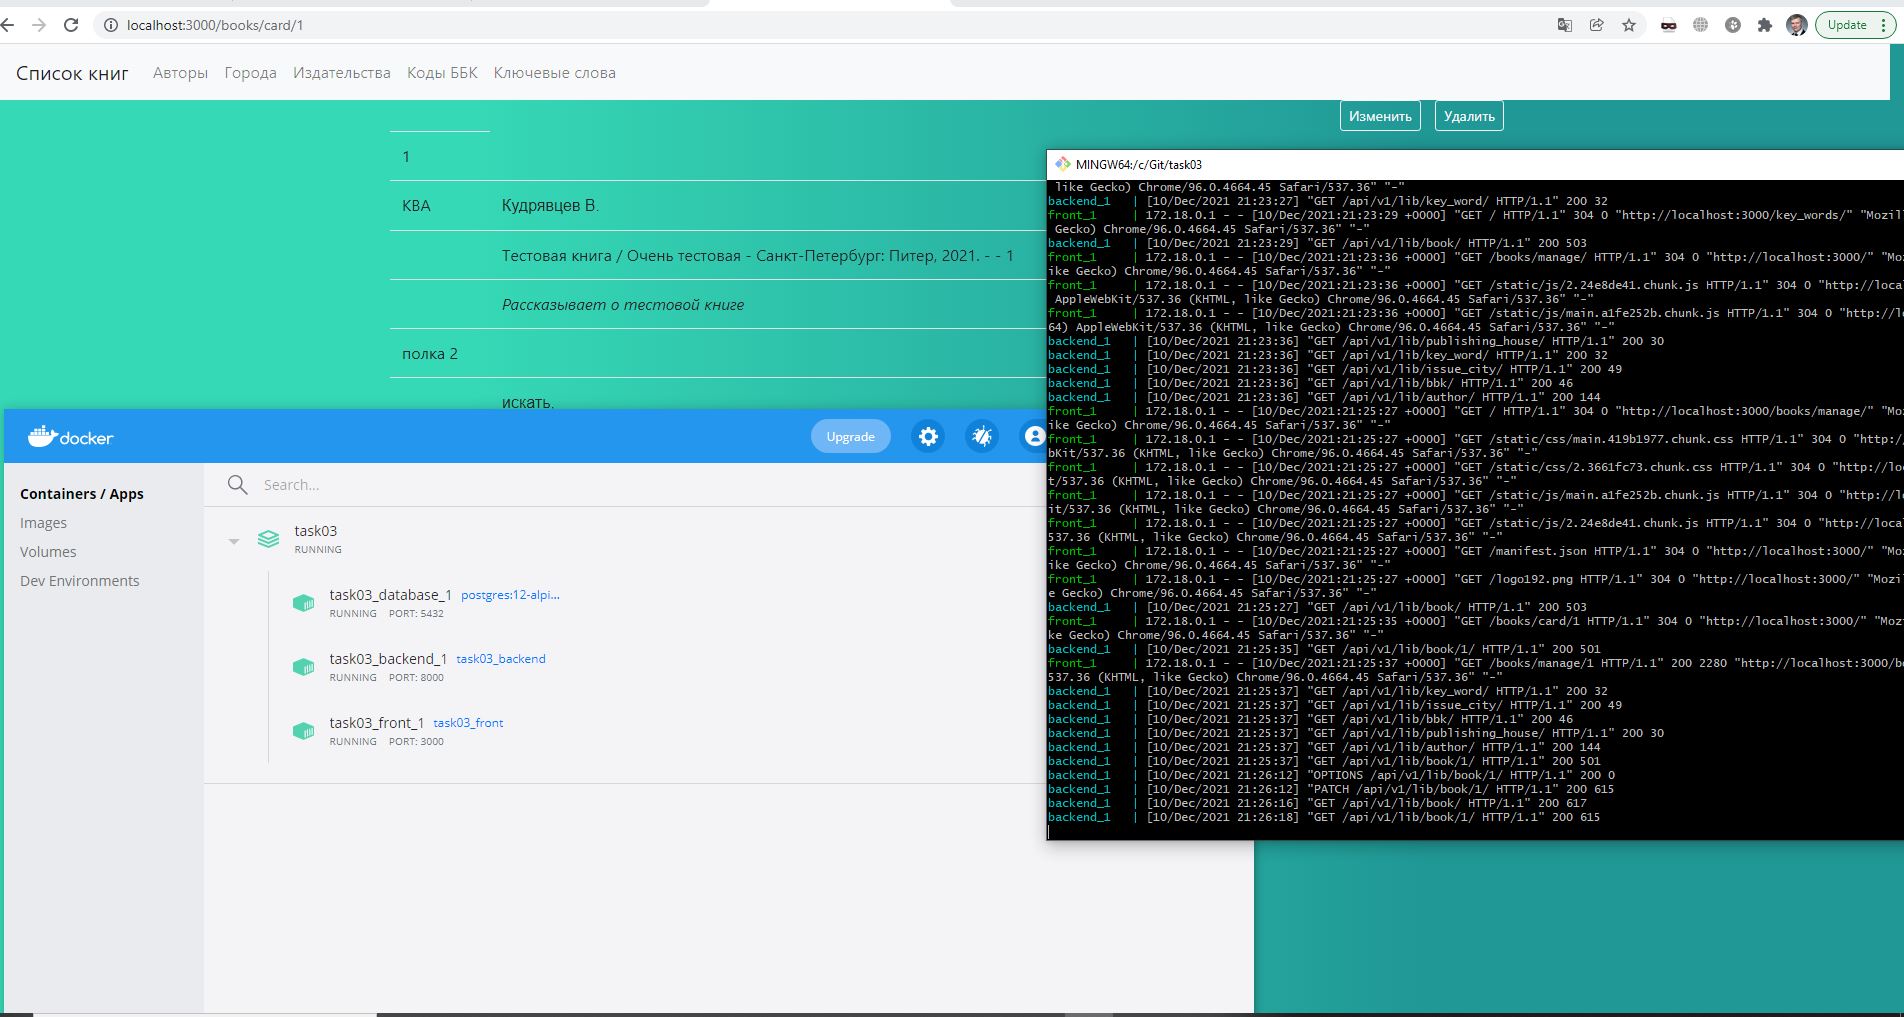 localhost:3000/books/card/1
Update
Список книг Авторы Города Издательства Коды ББК Ключевые слова
Изменить Удалить
1
КВА Кудрявцев В.
Тестовая книга / Очень тестовая - Санкт-Петербург: Питер, 2021. - - 1
Рассказывает о тестовой книге
полка 2
искать.
docker
Upgrade
Containers / Apps
Images
Volumes
Dev Environments
Search...
task03
RUNNING
task03_database_1 postgres:12-alpi...
RUNNING PORT: 5432
task03_backend_1 task03_backend
RUNNING PORT: 8000
task03_front_1 task03_front
RUNNING PORT: 3000
MINGW64:/c/Git/task03
like Gecko) Chrome/96.0.4664.45 Safari/537.36" "-"
backend_1 | [10/Dec/2021 21:23:27] "GET /api/v1/lib/key_word/ HTTP/1.1" 200 32
front_1 | 172.18.0.1 - - [10/Dec/2021:21:23:29 +0000] "GET / HTTP/1.1" 304 0 "http://localhost:3000/key_words/" "Mozil
Gecko) Chrome/96.0.4664.45 Safari/537.36" "-"
backend_1 | [10/Dec/2021 21:23:29] "GET /api/v1/lib/book/ HTTP/1.1" 200 503
front_1 | 172.18.0.1 - - [10/Dec/2021:21:23:36 +0000] "GET /books/manage/ HTTP/1.1" 304 0 "http://localhost:3000/" "Mo
ike Gecko) Chrome/96.0.4664.45 Safari/537.36" "-"
front_1 | 172.18.0.1 - - [10/Dec/2021:21:23:36 +0000] "GET /static/js/2.24e8de41.chunk.js HTTP/1.1" 304 0 "http://loca
AppleWebKit/537.36 (KHTML, like Gecko) Chrome/96.0.4664.45 Safari/537.36" "-"
front_1 | 172.18.0.1 - - [10/Dec/2021:21:23:36 +0000] "GET /static/js/main.a1fe252b.chunk.js HTTP/1.1" 304 0 "http://l
64) AppleWebKit/537.36 (KHTML, like Gecko) Chrome/96.0.4664.45 Safari/537.36" "-"
backend_1 | [10/Dec/2021 21:23:36] "GET /api/v1/lib/publishing_house/ HTTP/1.1" 200 30
backend_1 | [10/Dec/2021 21:23:36] "GET /api/v1/lib/key_word/ HTTP/1.1" 200 32
backend_1 | [10/Dec/2021 21:23:36] "GET /api/v1/lib/issue_city/ HTTP/1.1" 200 49
backend_1 | [10/Dec/2021 21:23:36] "GET /api/v1/lib/bbk/ HTTP/1.1" 200 46
backend_1 | [10/Dec/2021 21:23:36] "GET /api/v1/lib/author/ HTTP/1.1" 200 144
front_1 | 172.18.0.1 - - [10/Dec/2021:21:25:27 +0000] "GET / HTTP/1.1" 304 0 "http://localhost:3000/books/manage/" "Mo
ike Gecko) Chrome/96.0.4664.45 Safari/537.36" "-"
front_1 | 172.18.0.1 - - [10/Dec/2021:21:25:27 +0000] "GET /static/css/main.419b1977.chunk.css HTTP/1.1" 304 0 "http:/
bKit/537.36 (KHTML, like Gecko) Chrome/96.0.4664.45 Safari/537.36" "-"
front_1 | 172.18.0.1 - - [10/Dec/2021:21:25:27 +0000] "GET /static/css/2.3661fc73.chunk.css HTTP/1.1" 304 0 "http://lo
t/537.36 (KHTML, like Gecko) Chrome/96.0.4664.45 Safari/537.36" "-"
front_1 | 172.18.0.1 - - [10/Dec/2021:21:25:27 +0000] "GET /static/js/main.a1fe252b.chunk.js HTTP/1.1" 304 0 "http://l
it/537.36 (KHTML, like Gecko) Chrome/96.0.4664.45 Safari/537.36" "-"
front_1 | 172.18.0.1 - - [10/Dec/2021:21:25:27 +0000] "GET /static/js/2.24e8de41.chunk.js HTTP/1.1" 304 0 "http://loca
537.36 (KHTML, like Gecko) Chrome/96.0.4664.45 Safari/537.36" "-"
front_1 | 172.18.0.1 - - [10/Dec/2021:21:25:27 +0000] "GET /manifest.json HTTP/1.1" 304 0 "http://localhost:3000/" "Mo
ike Gecko) Chrome/96.0.4664.45 Safari/537.36" "-"
front_1 | 172.18.0.1 - - [10/Dec/2021:21:25:27 +0000] "GET /logo192.png HTTP/1.1" 304 0 "http://localhost:3000/" "Mozil
e Gecko) Chrome/96.0.4664.45 Safari/537.36" "-"
backend_1 | [10/Dec/2021 21:25:27] "GET /api/v1/lib/book/ HTTP/1.1" 200 503
front_1 | 172.18.0.1 - - [10/Dec/2021:21:25:35 +0000] "GET /books/card/1 HTTP/1.1" 304 0 "http://localhost:3000/" "Moz
ke Gecko) Chrome/96.0.4664.45 Safari/537.36" "-"
backend_1 | [10/Dec/2021 21:25:35] "GET /api/v1/lib/book/1/ HTTP/1.1" 200 501
front_1 | 172.18.0.1 - - [10/Dec/2021:21:25:37 +0000] "GET /books/manage/1 HTTP/1.1" 200 2280 "http://localhost:3000/b
537.36 (KHTML, like Gecko) Chrome/96.0.4664.45 Safari/537.36" "-"
backend_1 | [10/Dec/2021 21:25:37] "GET /api/v1/lib/key_word/ HTTP/1.1" 200 32
backend_1 | [10/Dec/2021 21:25:37] "GET /api/v1/lib/issue_city/ HTTP/1.1" 200 49
backend_1 | [10/Dec/2021 21:25:37] "GET /api/v1/lib/bbk/ HTTP/1.1" 200 46
backend_1 | [10/Dec/2021 21:25:37] "GET /api/v1/lib/publishing_house/ HTTP/1.1" 200 30
backend_1 | [10/Dec/2021 21:25:37] "GET /api/v1/lib/author/ HTTP/1.1" 200 144
backend_1 | [10/Dec/2021 21:25:37] "GET /api/v1/lib/book/1/ HTTP/1.1" 200 501
backend_1 | [10/Dec/2021 21:26:12] "OPTIONS /api/v1/lib/book/1/ HTTP/1.1" 200 0
backend_1 | [10/Dec/2021 21:26:12] "PATCH /api/v1/lib/book/1/ HTTP/1.1" 200 615
backend_1 | [10/Dec/2021 21:26:16] "GET /api/v1/lib/book/ HTTP/1.1" 200 617
backend_1 | [10/Dec/2021 21:26:18] "GET /api/v1/lib/book/1/ HTTP/1.1" 200 615